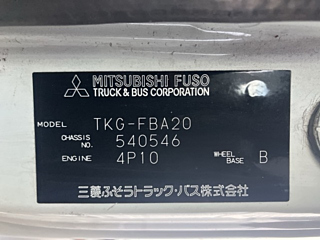 MITSUBISHI FUSO
TRUCK & BUS CORPORATION
MODEL TKG-FBA20
CHASSIS NO. 540546
ENGINE 4P10 WHEEL BASE B
三菱ふそうトラック・バス株式会社